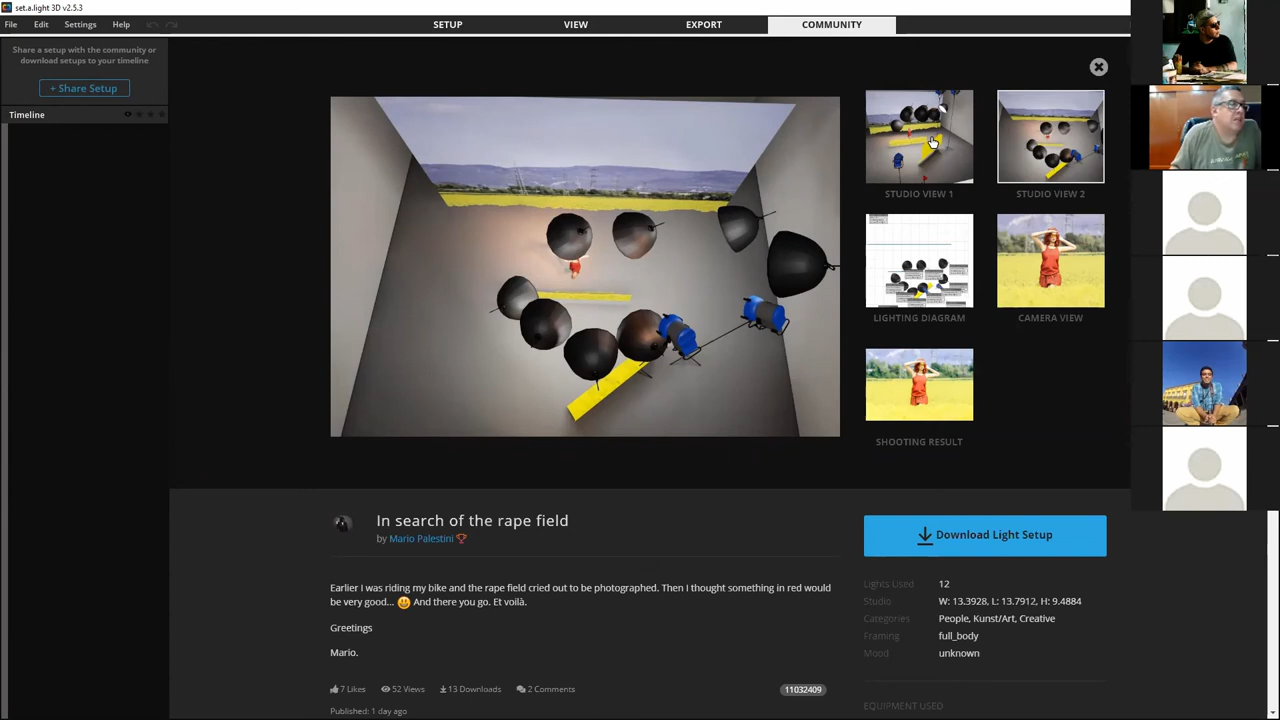 set.a.light 3D v2.5.3
File Edit Settings Help
SETUP VIEW EXPORT COMMUNITY
Share a setup with the community or
download setups to your timeline
+ Share Setup
Timeline
STUDIO VIEW 1 STUDIO VIEW 2
LIGHTING DIAGRAM CAMERA VIEW
SHOOTING RESULT
In search of the rape field
by Mario Palestini
Earlier I was riding my bike and the rape field cried out to be photographed. Then I thought something in red would
be very good... 😃 And there you go. Et voilà.
Greetings
Mario.
7 Likes 52 Views 13 Downloads 2 Comments 11032409
Published: 1 day ago
Download Light Setup
Lights Used 12
Studio W: 13.3928, L: 13.7912, H: 9.4884
Categories People, Kunst/Art, Creative
Framing full_body
Mood unknown
EQUIPMENT USED